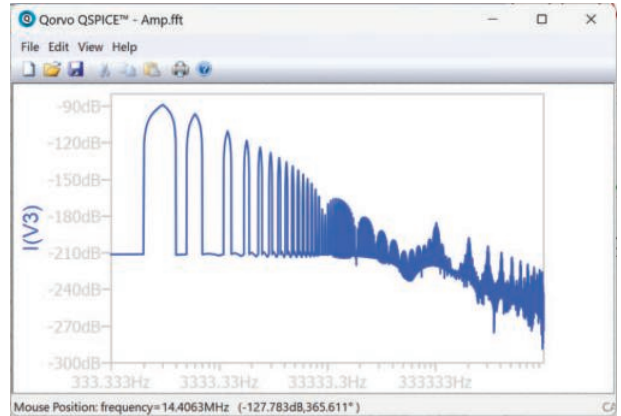 Qorvo QSPICE™ - Amp.fft
File Edit View Help
-90dB
-120dB
-150dB
-180dB
-210dB
-240dB
-270dB
-300dB
I(V3)
333.333Hz 3333.33Hz 33333.3Hz 333333Hz
Mouse Position: frequency=14.4063MHz (-127.783dB,365.611°) CA